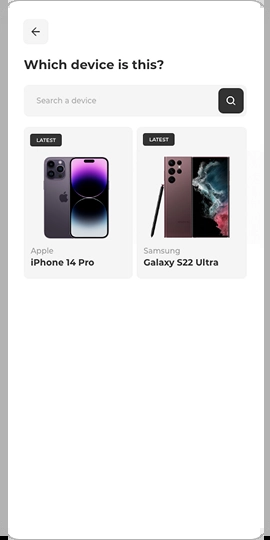 Which device is this?
Search a device
LATEST
LATEST
Apple
iPhone 14 Pro
Samsung
Galaxy S22 Ultra